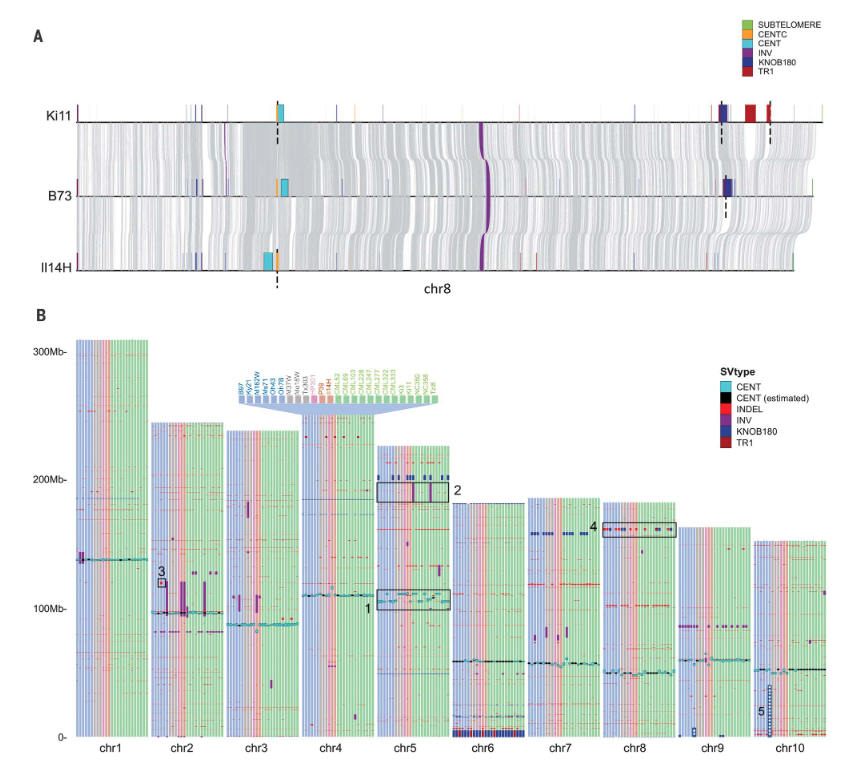 A
SUBTELOMERE
CENTC
CENT
INV
KNOB180
TR1
Ki11
B73
Il14H
chr8
B
300Mb-
200Mb-
100Mb-
0-
B97
Ky21
M162W
Ms71
Oh43
Oh7B
M37W
Mo18W
Tx303
HP301
P39
Il14H
CML52
CML69
CML103
CML228
CML247
CML277
CML322
CML333
Ki3
Ki11
NC350
NC358
Tzi8
SVtype
CENT
CENT (estimated)
INDEL
INV
KNOB180
TR1
1
2
3
4
5
chr1 chr2 chr3 chr4 chr5 chr6 chr7 chr8 chr9 chr10